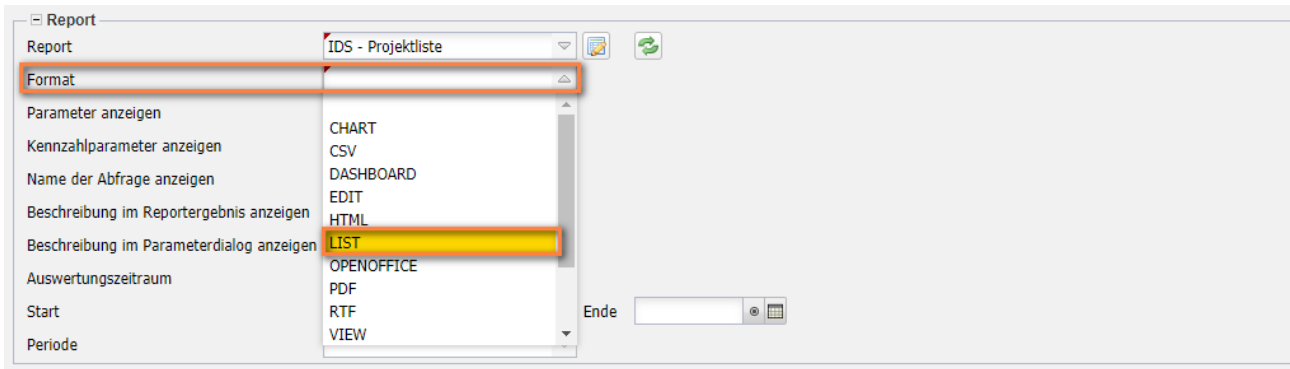 Report
Report IDS - Projektliste
Format
Parameter anzeigen
CHART
Kennzahlparameter anzeigen
CSV
Name der Abfrage anzeigen
DASHBOARD
EDIT
Beschreibung im Reportergebnis anzeigen
HTML
Beschreibung im Parameterdialog anzeigen
LIST
OPENOFFICE
Auswertungszeitraum
PDF
Start
RTF
Ende
VIEW
Periode